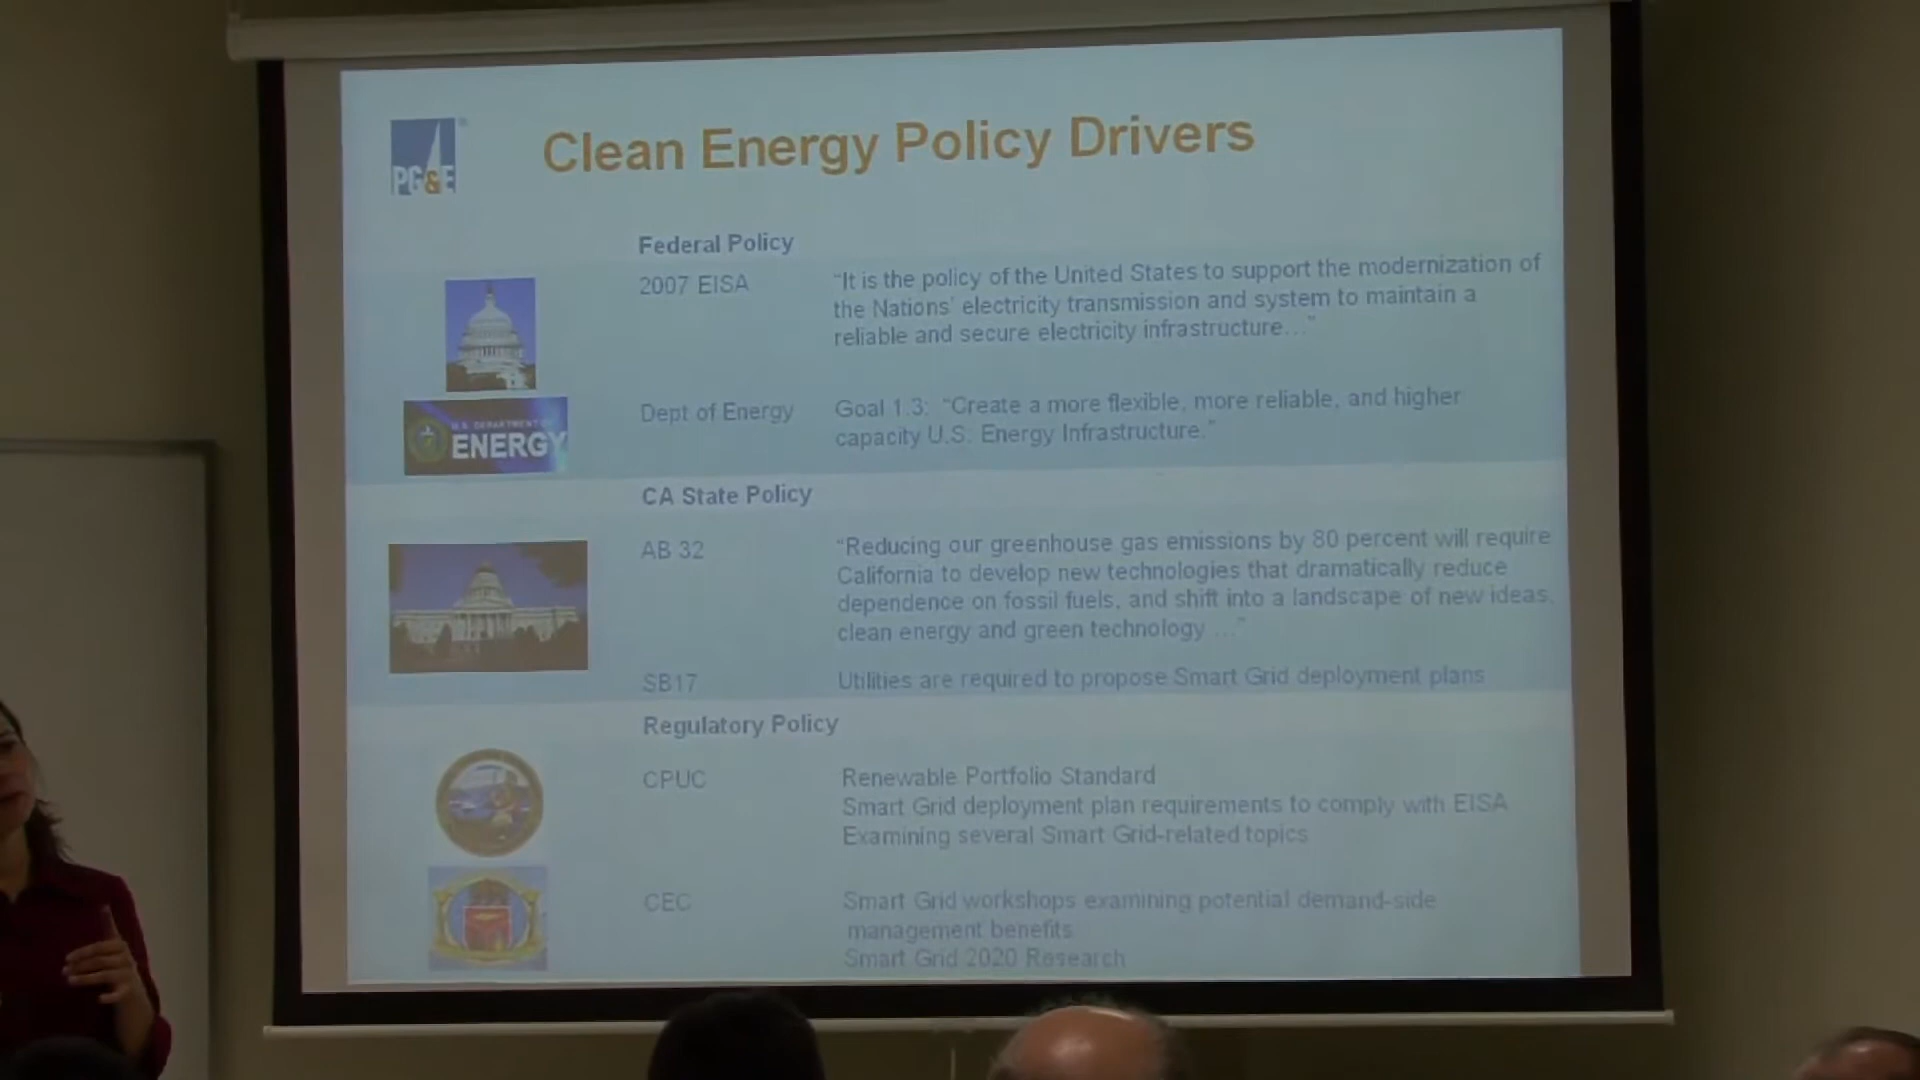 PG&E
Clean Energy Policy Drivers
Federal Policy
2007 EISA
"It is the policy of the United States to support the modernization of
the Nations' electricity transmission and system to maintain a
reliable and secure electricity infrastructure..."
U.S. DEPARTMENT OF
ENERGY
Dept of Energy
Goal 1.3: "Create a more flexible, more reliable, and higher
capacity U.S. Energy Infrastructure."
CA State Policy
AB 32
"Reducing our greenhouse gas emissions by 80 percent will require
California to develop new technologies that dramatically reduce
dependence on fossil fuels, and shift into a landscape of new ideas,
clean energy and green technology ..."
SB17
Utilities are required to propose Smart Grid deployment plans
Regulatory Policy
CPUC
Renewable Portfolio Standard
Smart Grid deployment plan requirements to comply with EISA
Examining several Smart Grid-related topics
CEC
Smart Grid workshops examining potential demand-side
management benefits
Smart Grid 2020 Research